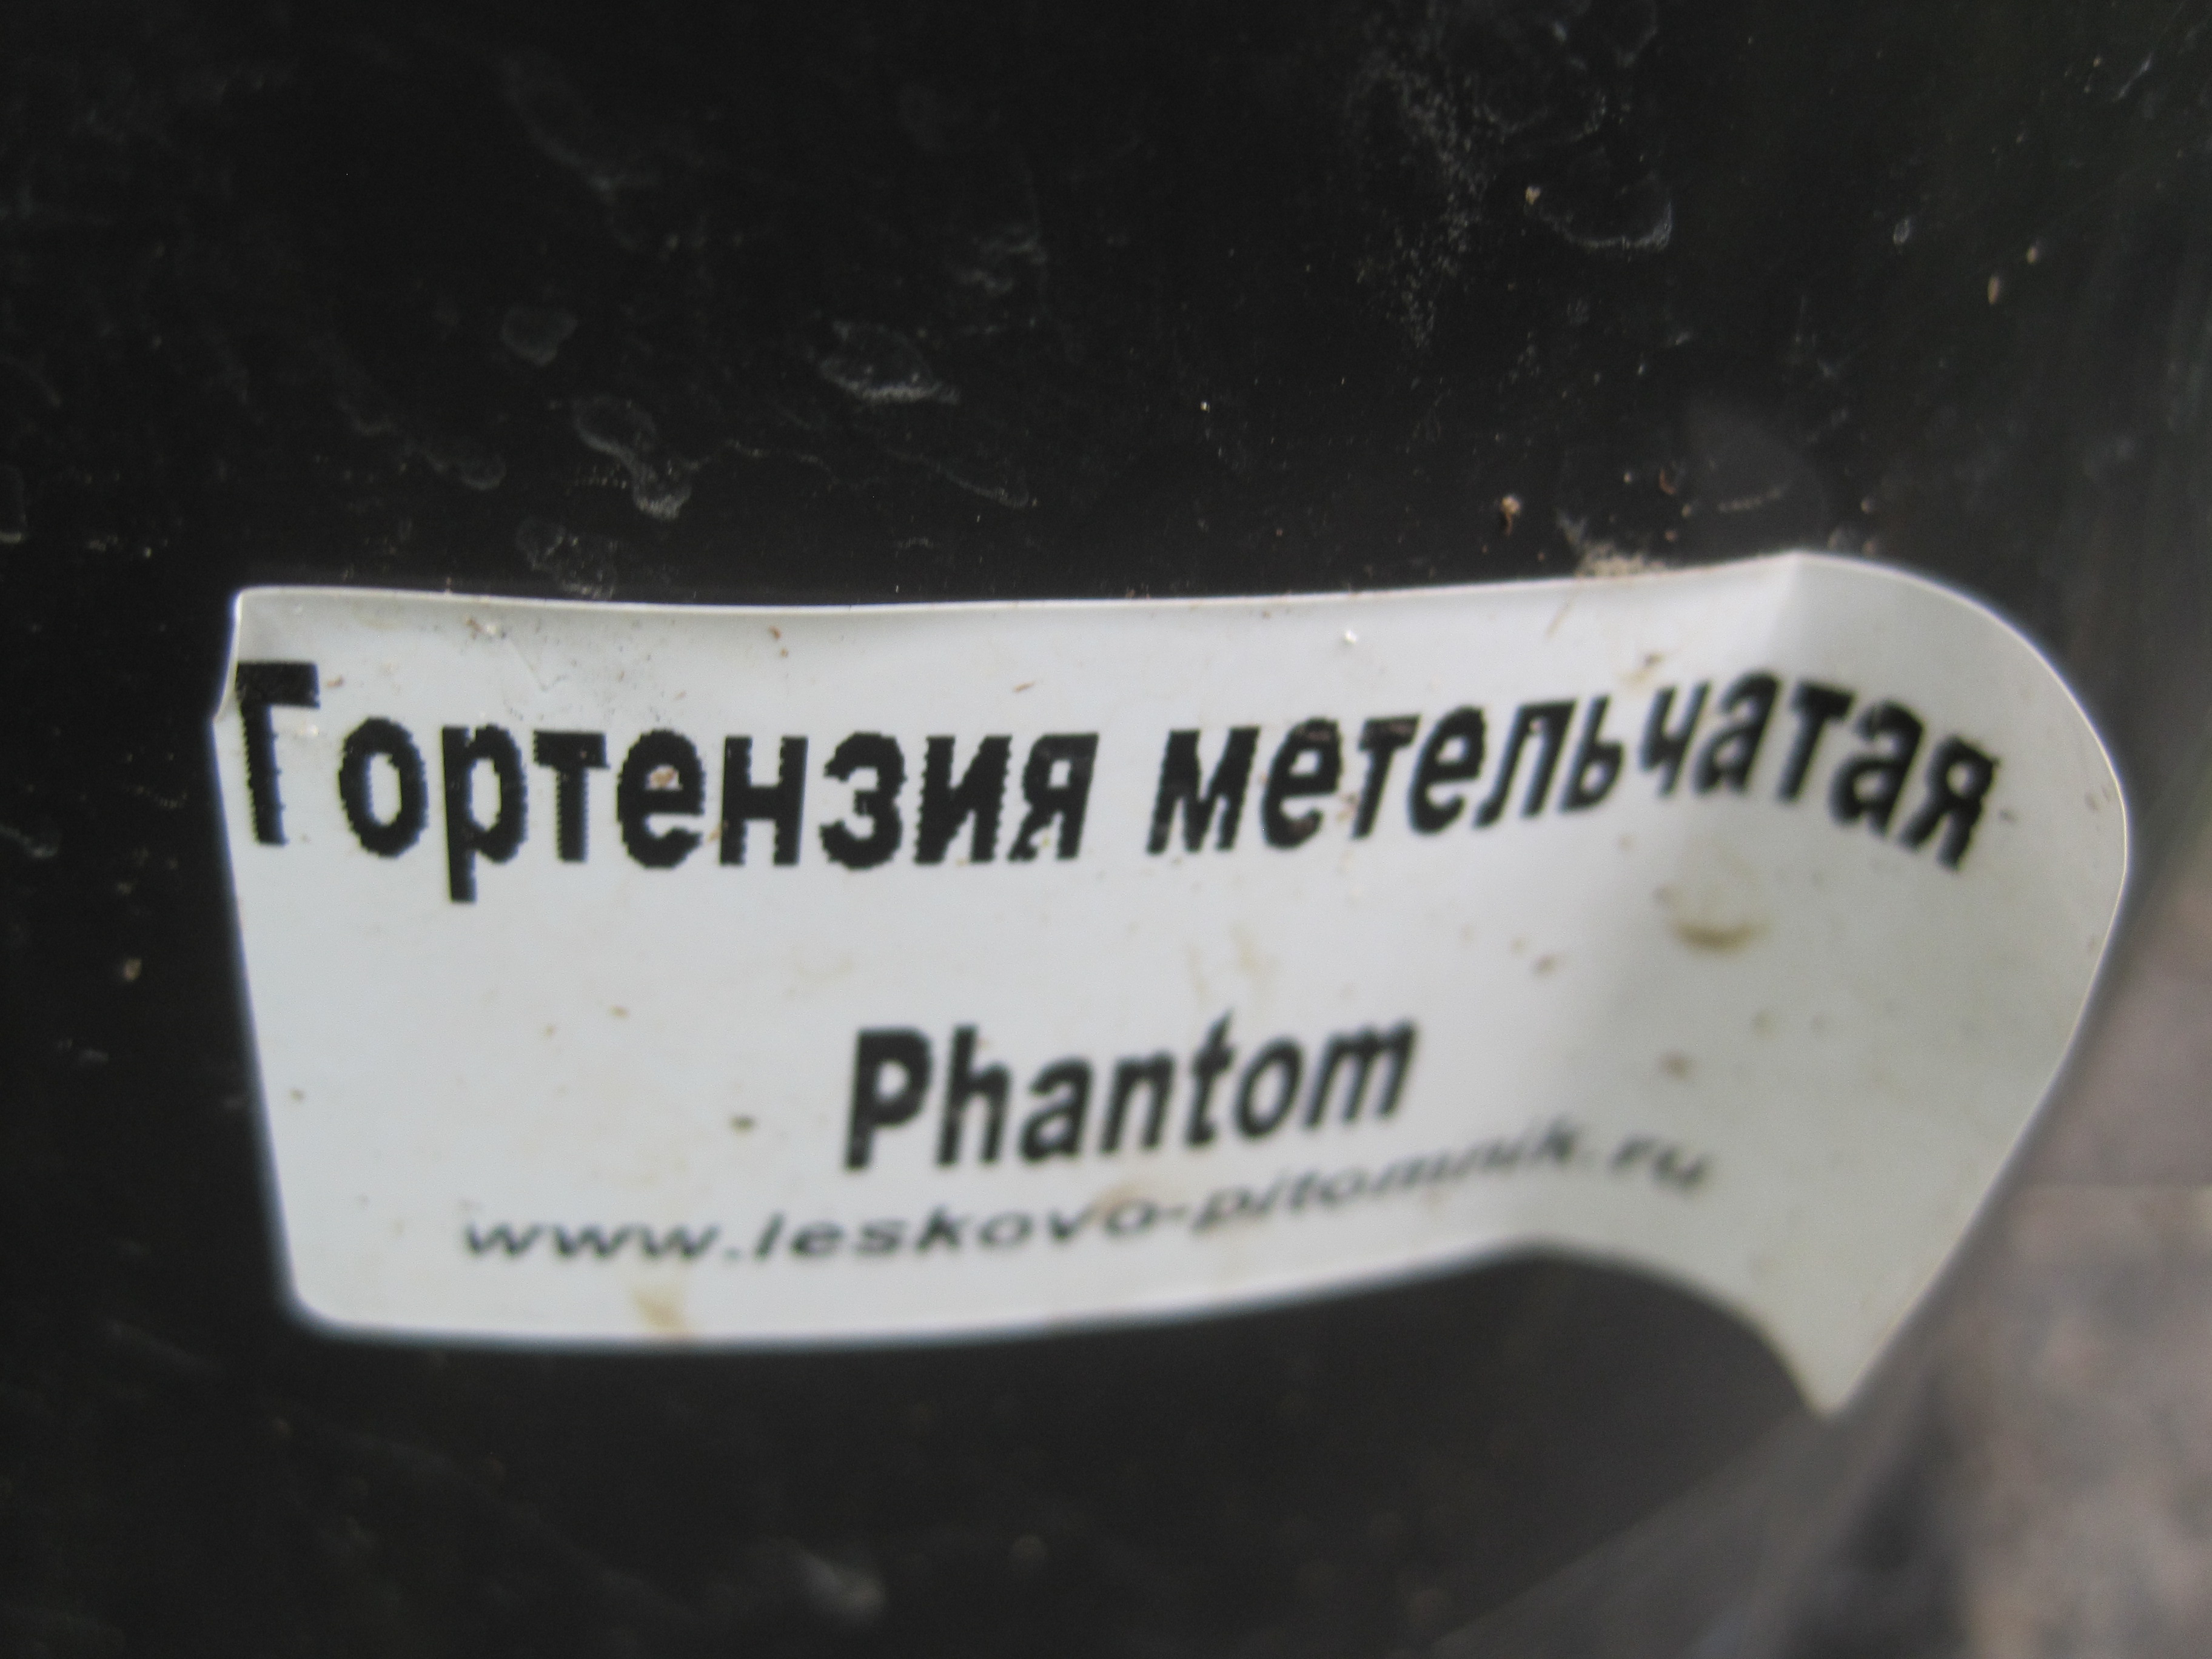 Гортензия метельчатая
Phantom
www.leskovo-pitomnik.ru